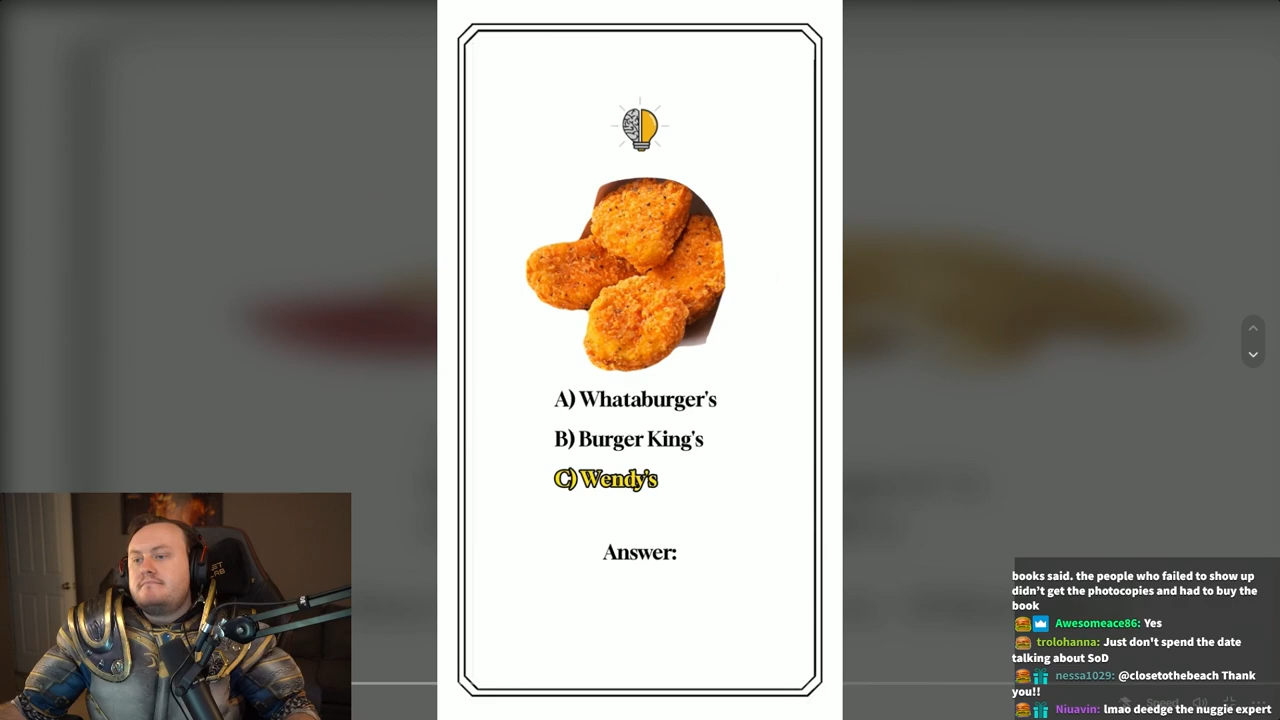 A) Whataburger's
B) Burger King's
C) Wendy's
Answer:
books said. the people who failed to show up
didn't get the photocopies and had to buy the
book
Awesomeace86: Yes
trolohanna: Just don't spend the date
talking about SoD
nessa1029: @closetothebeach Thank
you!!
Niuavin: lmao deedge the nuggie expert